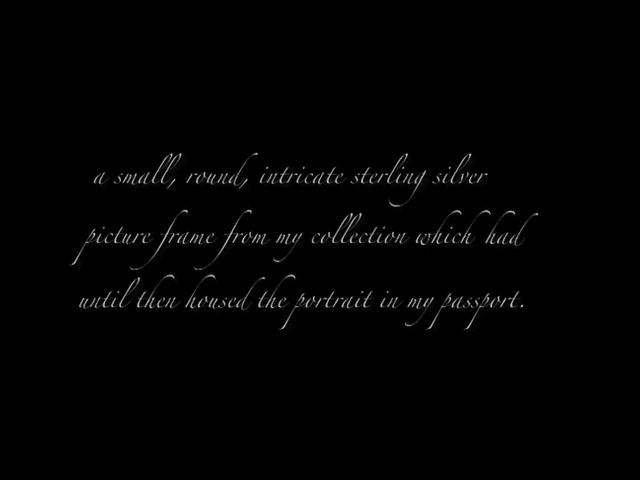 a small, round, intricate sterling silver
picture frame from my collection which had
until then housed the portrait in my passport.